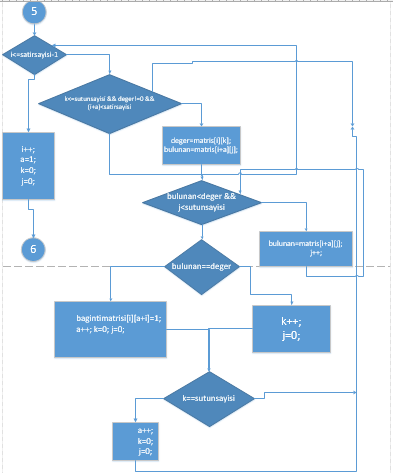 5
i<=satirsayisi-1
k<=sutunsayisi && deger!=0 &&
(i+a)<satirsayisi
deger=matris[i][k];
bulunan=matris[i+a][j];
i++;
a=1;
k=0;
j=0;
bulunan<deger &&
j<sutunsayisi
6
bulunan=matris[i+a][j];
j++;
bulunan==deger
bagintimatrisi[i][a+i]=1;
a++; k=0; j=0;
k++;
j=0;
k==sutunsayisi
a++;
k=0;
j=0;